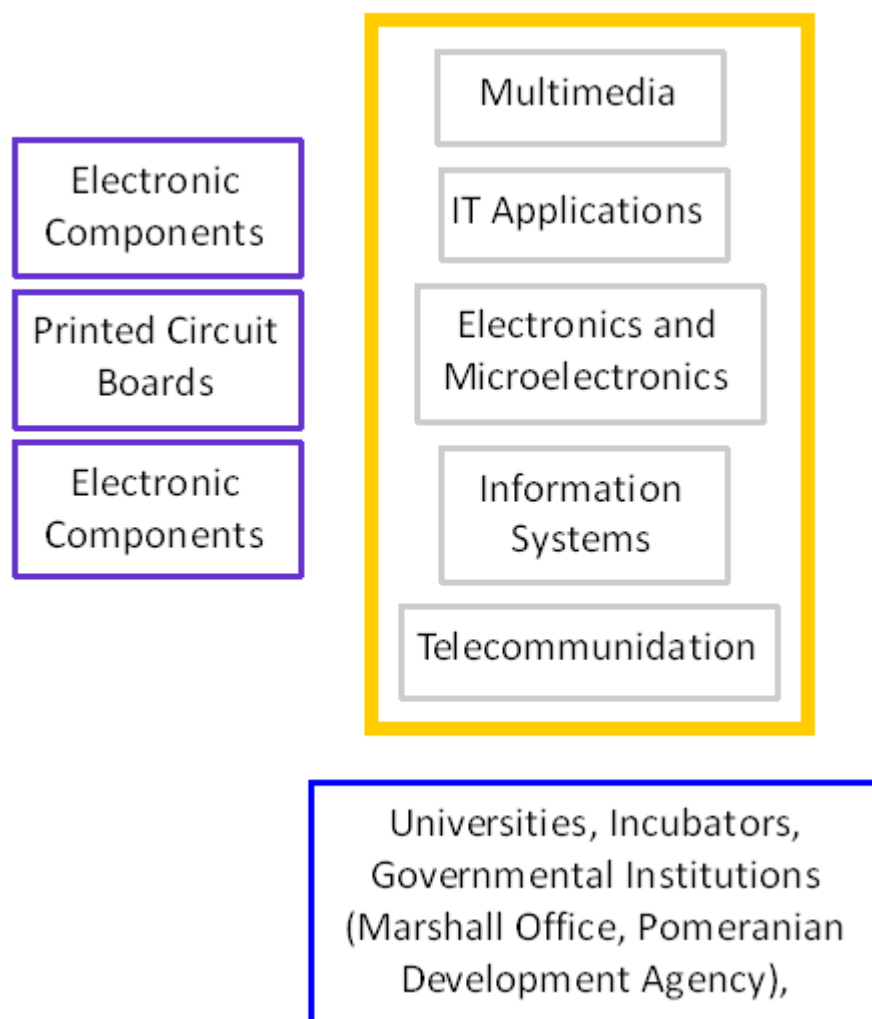 Electronic
Components
Printed Circuit
Boards
Electronic
Components
Multimedia
IT Applications
Electronics and
Microelectronics
Information
Systems
Telecommunidation
Universities, Incubators,
Governmental Institutions
(Marshall Office, Pomeranian
Development Agency),